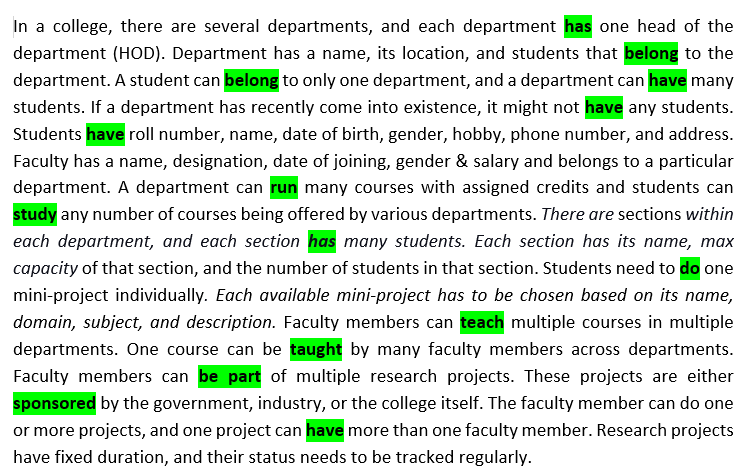 In a college, there are several departments, and each department has one head of the
department (HOD). Department has a name, its location, and students that belong to the
department. A student can belong to only one department, and a department can have many
students. If a department has recently come into existence, it might not have any students.
Students have roll number, name, date of birth, gender, hobby, phone number, and address.
Faculty has a name, designation, date of joining, gender & salary and belongs to a particular
department. A department can run many courses with assigned credits and students can
study any number of courses being offered by various departments. There are sections within
each department, and each section has many students. Each section has its name, max
capacity of that section, and the number of students in that section. Students need to do one
mini-project individually. Each available mini-project has to be chosen based on its name,
domain, subject, and description. Faculty members can teach multiple courses in multiple
departments. One course can be taught by many faculty members across departments.
Faculty members can be part of multiple research projects. These projects are either
sponsored by the government, industry, or the college itself. The faculty member can do one
or more projects, and one project can have more than one faculty member. Research projects
have fixed duration, and their status needs to be tracked regularly.